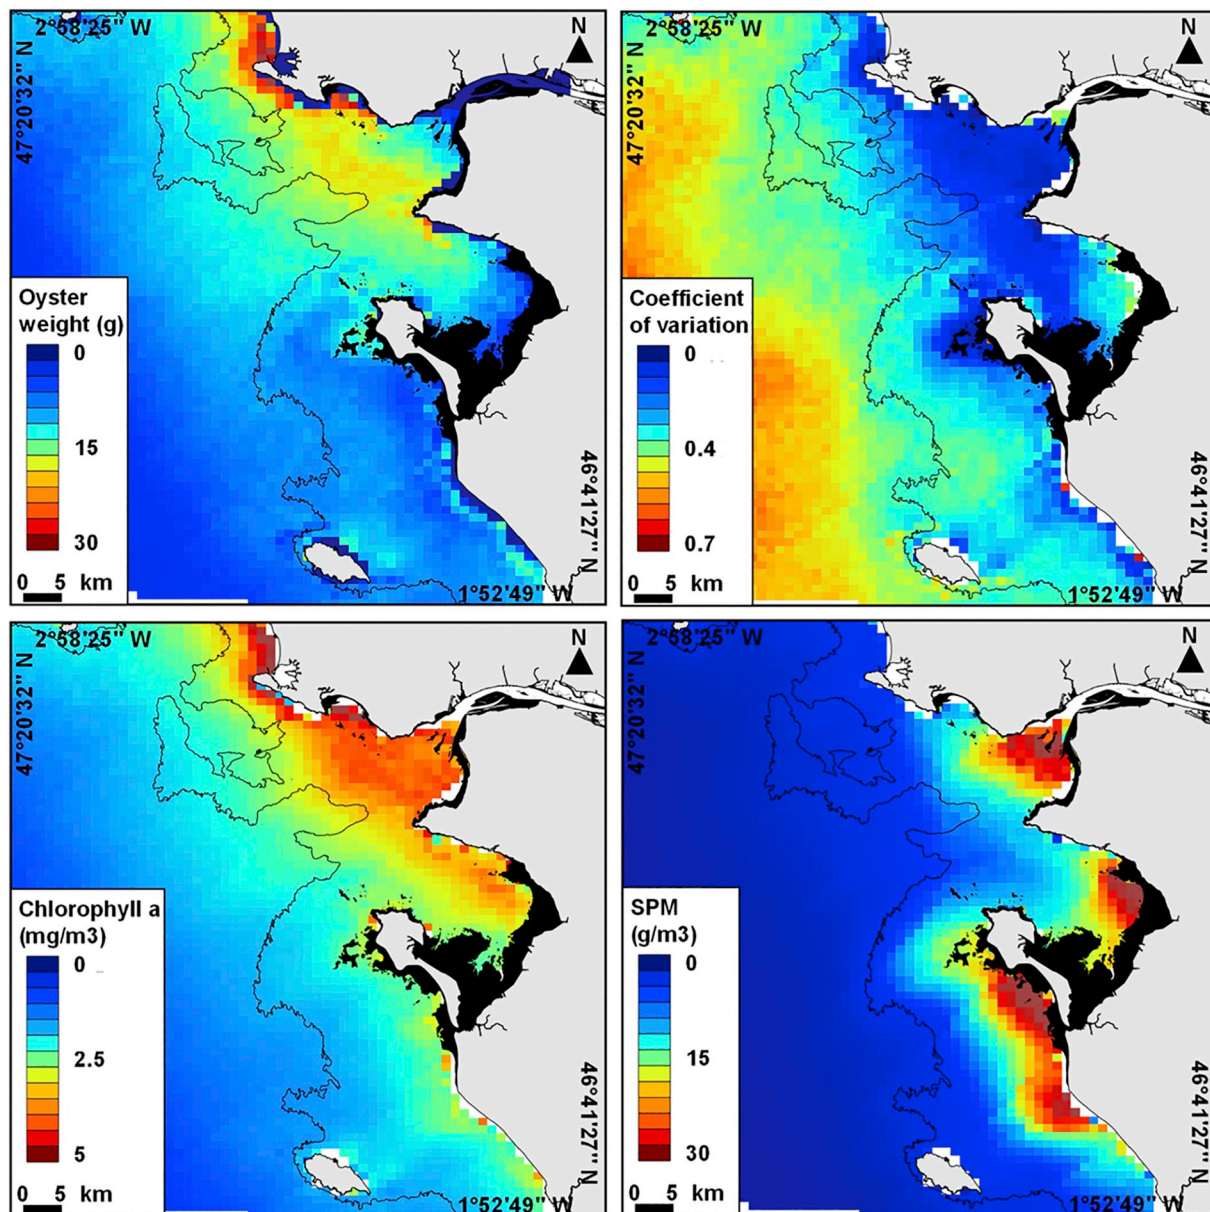 2°58'25" W
N
47°20'32" N
Oyster
weight (g)
0
15
30
0 5 km
46°41'27" N
1°52'49" W
2°58'25" W
N
47°20'32" N
Coefficient
of variation
0
0.4
0.7
0 5 km
46°41'27" N
1°52'49" W
2°58'25" W
N
47°20'32" N
Chlorophyll a
(mg/m3)
0
2.5
5
0 5 km
46°41'27" N
1°52'49" W
2°58'25" W
N
47°20'32" N
SPM
(g/m3)
0
15
30
0 5 km
46°41'27" N
1°52'49" W